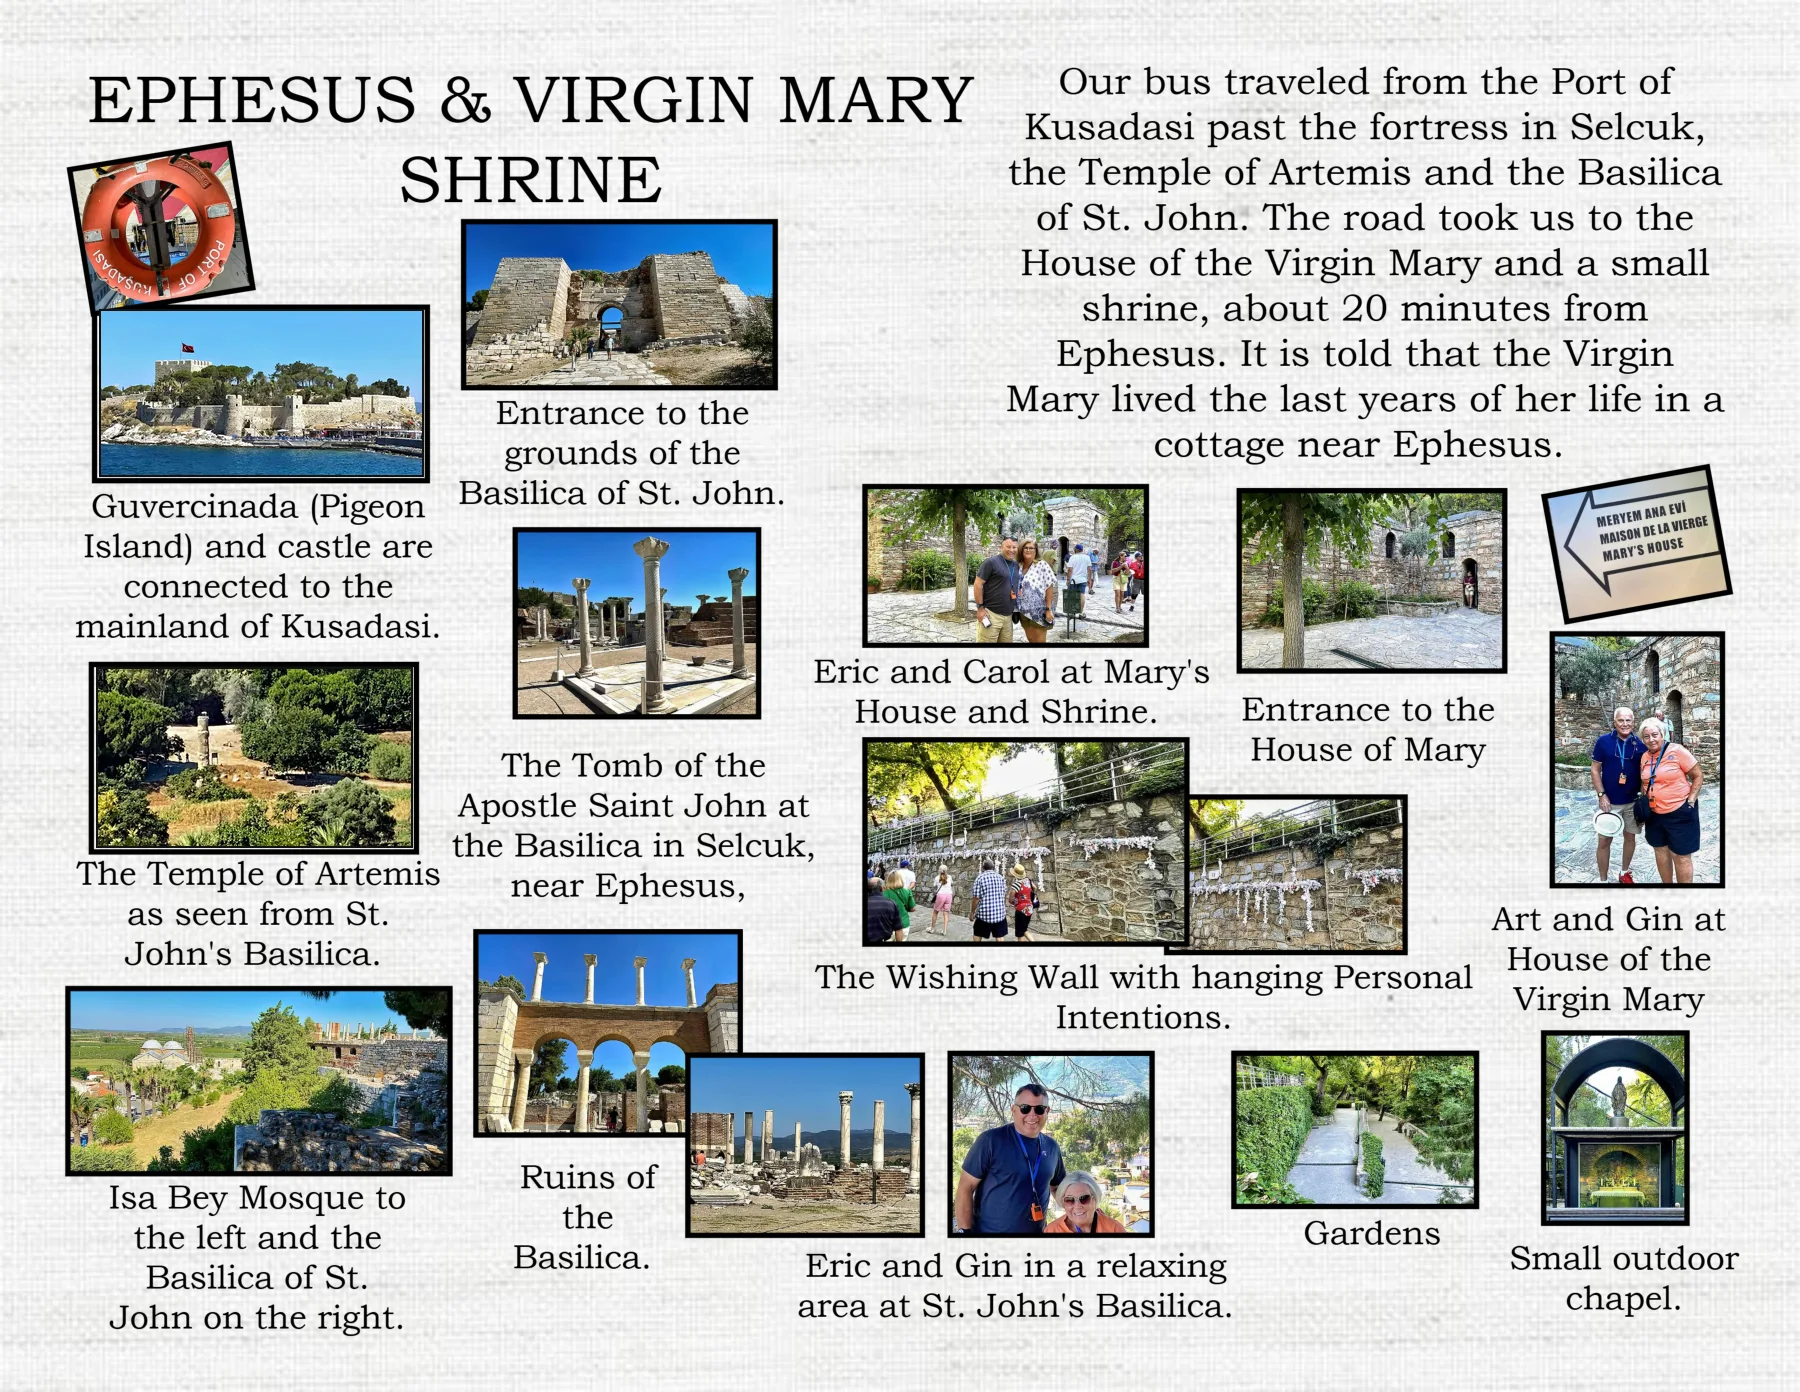 EPHESUS & VIRGIN MARY
SHRINE
Our bus traveled from the Port of
Kusadasi past the fortress in Selcuk,
the Temple of Artemis and the Basilica
of St. John. The road took us to the
House of the Virgin Mary and a small
shrine, about 20 minutes from
Ephesus. It is told that the Virgin
Mary lived the last years of her life in a
cottage near Ephesus.
PORT OF
KUŞADASI
Guvercinada (Pigeon
Island) and castle are
connected to the
mainland of Kusadasi.
The Temple of Artemis
as seen from St.
John's Basilica.
Isa Bey Mosque to
the left and the
Basilica of St.
John on the right.
Entrance to the
grounds of the
Basilica of St. John.
The Tomb of the
Apostle Saint John at
the Basilica in Selcuk,
near Ephesus,
Ruins of
the
Basilica.
Eric and Carol at Mary's
House and Shrine.
Entrance to the
House of Mary
MERYEM ANA EVİ
MAISON DE LA VIERGE
MARY'S HOUSE
The Wishing Wall with hanging Personal
Intentions.
Art and Gin at
House of the
Virgin Mary
Eric and Gin in a relaxing
area at St. John's Basilica.
Gardens
Small outdoor
chapel.